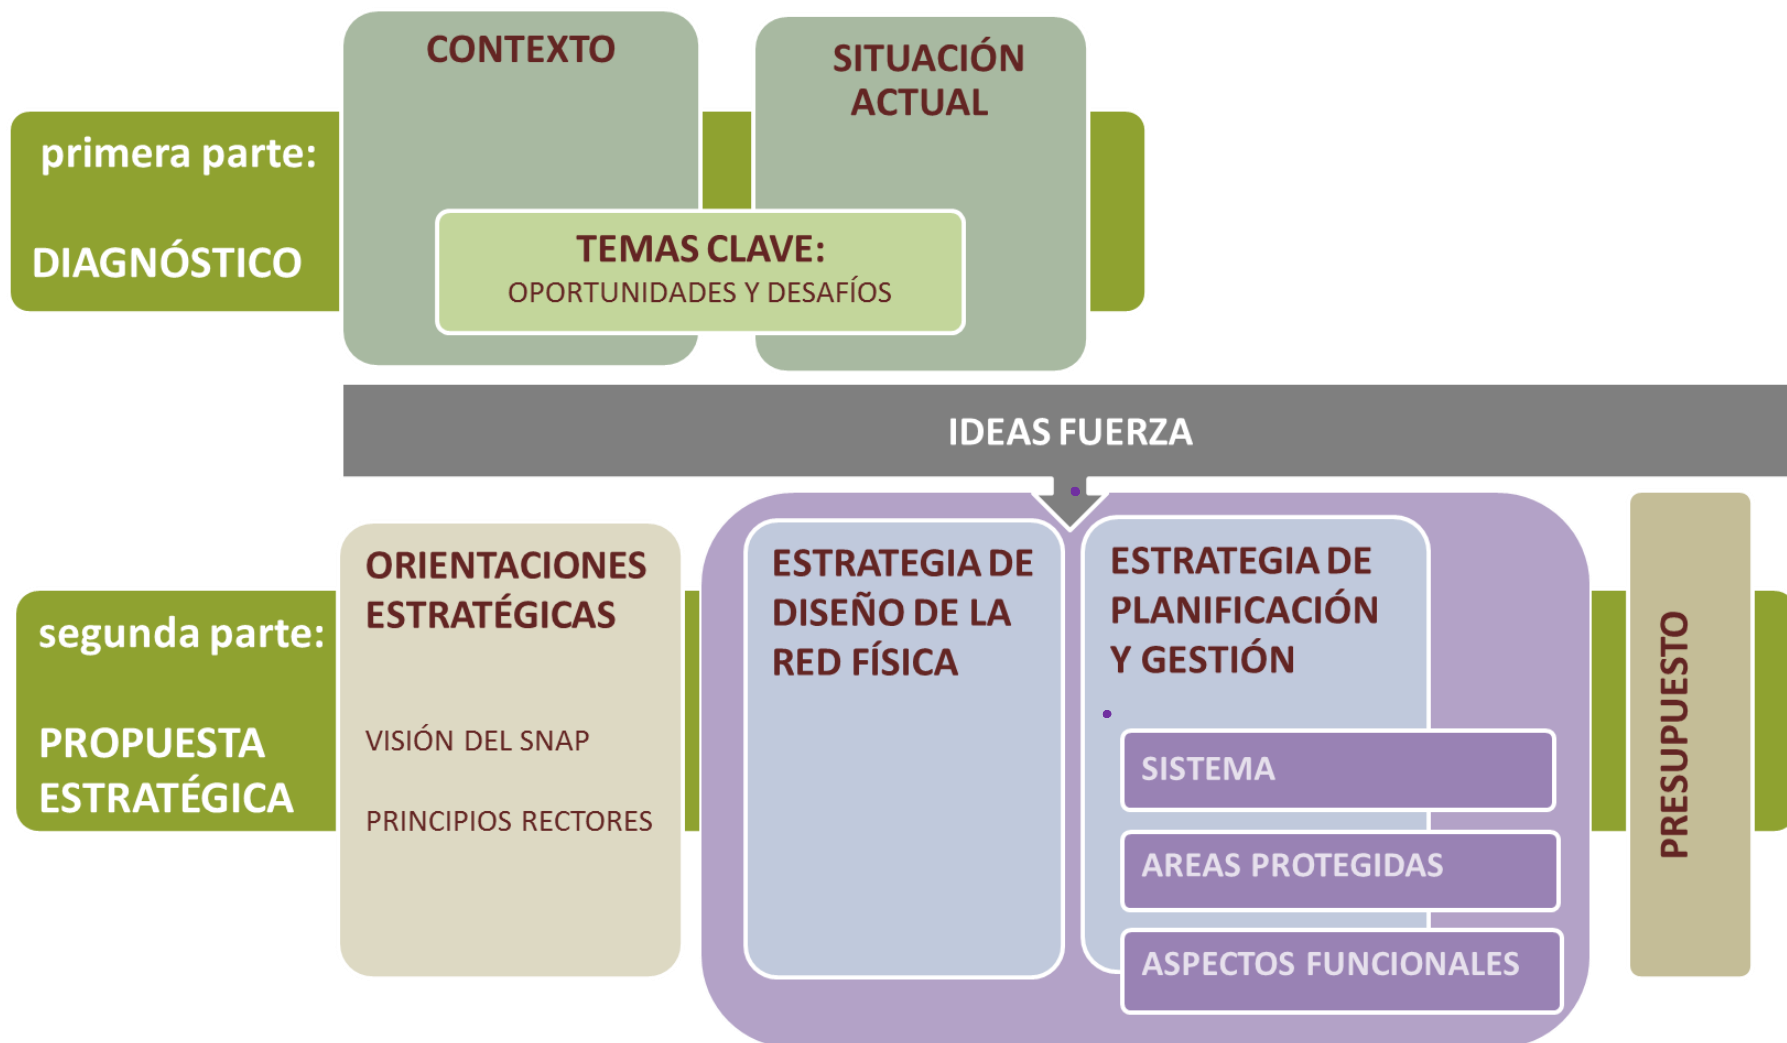 CONTEXTO
SITUACIÓN
ACTUAL
primera parte:
DIAGNÓSTICO
TEMAS CLAVE:
OPORTUNIDADES Y DESAFÍOS
IDEAS FUERZA
segunda parte:
PROPUESTA
ESTRATÉGICA
ORIENTACIONES
ESTRATÉGICAS
VISIÓN DEL SNAP
PRINCIPIOS RECTORES
ESTRATEGIA DE
DISEÑO DE LA
RED FÍSICA
ESTRATEGIA DE
PLANIFICACIÓN
Y GESTIÓN
SISTEMA
AREAS PROTEGIDAS
ASPECTOS FUNCIONALES
PRESUPUESTO